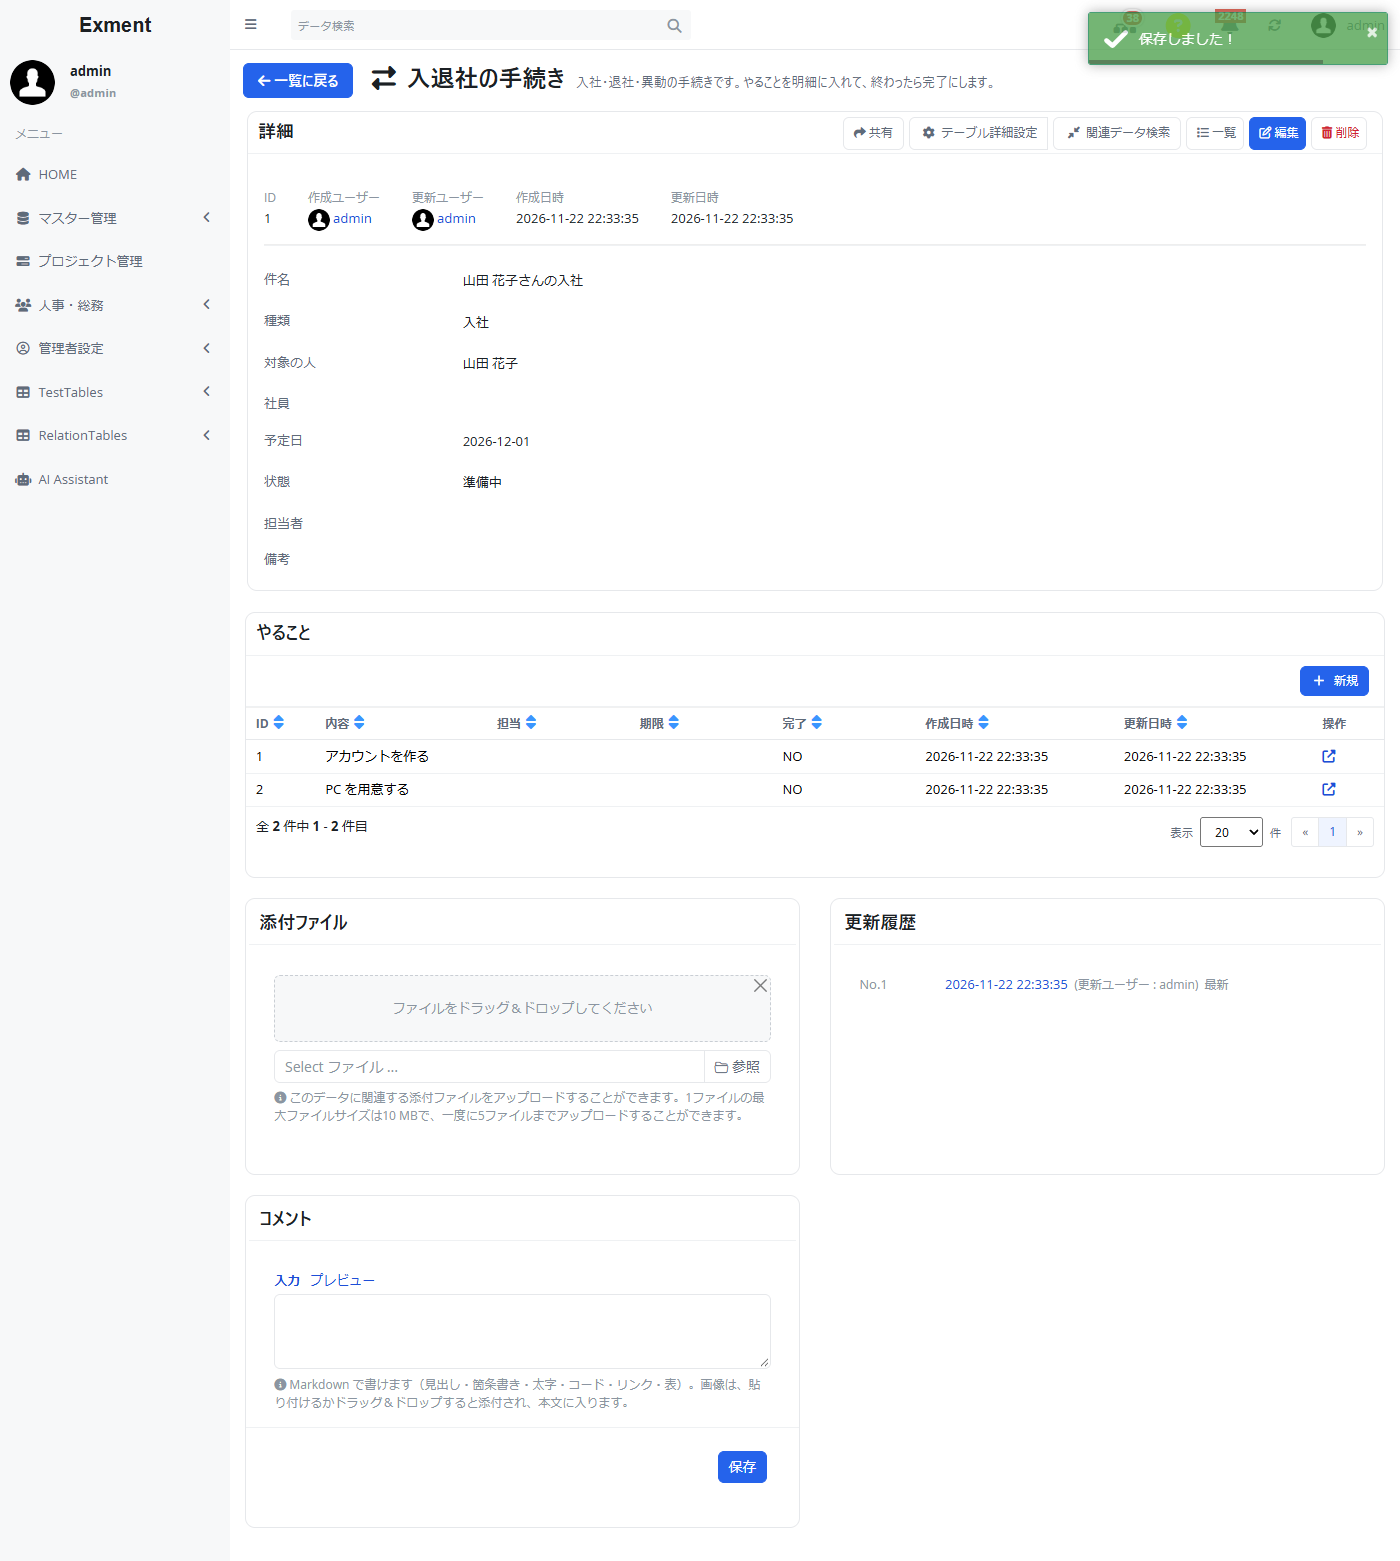 Exment
データ検索
38
2248
admin
保存しました！
admin
@admin
メニュー
HOME
マスター管理
プロジェクト管理
人事・総務
管理者設定
TestTables
RelationTables
AI Assistant
一覧に戻る
入退社の手続き 入社・退社・異動の手続きです。やることを明細に入れて、終わったら完了にします。
詳細
共有 テーブル詳細設定 関連データ検索 一覧 編集 削除
ID 作成ユーザー 更新ユーザー 作成日時 更新日時
1 admin admin 2026-11-22 22:33:35 2026-11-22 22:33:35
件名 山田 花子さんの入社
種類 入社
対象の人 山田 花子
社員
予定日 2026-12-01
状態 準備中
担当者
備考
やること
新規
ID 内容 担当 期限 完了 作成日時 更新日時 操作
1 アカウントを作る NO 2026-11-22 22:33:35 2026-11-22 22:33:35
2 PC を用意する NO 2026-11-22 22:33:35 2026-11-22 22:33:35
全 2 件中 1 - 2 件目
表示 20 件 « 1 »
添付ファイル
ファイルをドラッグ＆ドロップしてください
Select ファイル ...
参照
このデータに関連する添付ファイルをアップロードすることができます。1ファイルの最
大ファイルサイズは10 MBで、一度に5ファイルまでアップロードすることができます。
更新履歴
No.1 2026-11-22 22:33:35 (更新ユーザー : admin) 最新
コメント
入力 プレビュー
Markdown で書けます（見出し・箇条書き・太字・コード・リンク・表）。画像は、貼
り付けるかドラッグ＆ドロップすると添付され、本文に入ります。
保存